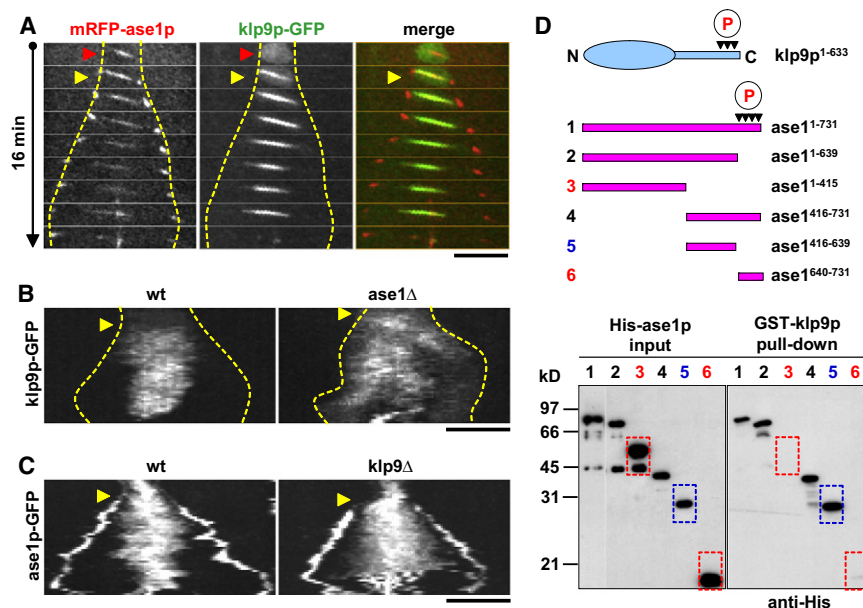 A
mRFP-ase1p
klp9p-GFP
merge
16 min
B
wt
ase1Δ
klp9p-GFP
C
wt
klp9Δ
ase1p-GFP
D
P
N
C
klp9p1-633
P
1
ase11-731
2
ase11-639
3
ase11-415
4
ase1416-731
5
ase1416-639
6
ase1640-731
His-ase1p
input
GST-klp9p
pull-down
kD
1 2 3 4 5 6
1 2 3 4 5 6
97
66
45
31
21
anti-His